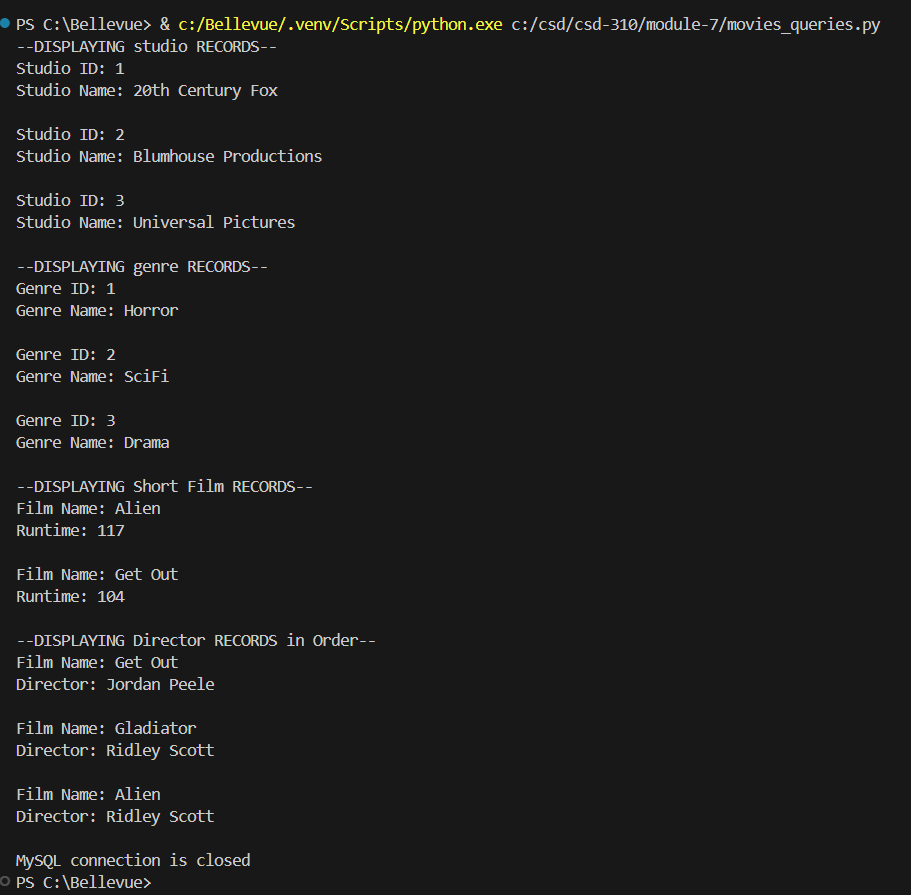 PS C:\Bellevue> & c:/Bellevue/.venv/Scripts/python.exe c:/csd/csd-310/module-7/movies_queries.py
--DISPLAYING studio RECORDS--
Studio ID: 1
Studio Name: 20th Century Fox
Studio ID: 2
Studio Name: Blumhouse Productions
Studio ID: 3
Studio Name: Universal Pictures
--DISPLAYING genre RECORDS--
Genre ID: 1
Genre Name: Horror
Genre ID: 2
Genre Name: SciFi
Genre ID: 3
Genre Name: Drama
--DISPLAYING Short Film RECORDS--
Film Name: Alien
Runtime: 117
Film Name: Get Out
Runtime: 104
--DISPLAYING Director RECORDS in Order--
Film Name: Get Out
Director: Jordan Peele
Film Name: Gladiator
Director: Ridley Scott
Film Name: Alien
Director: Ridley Scott
MySQL connection is closed
PS C:\Bellevue>